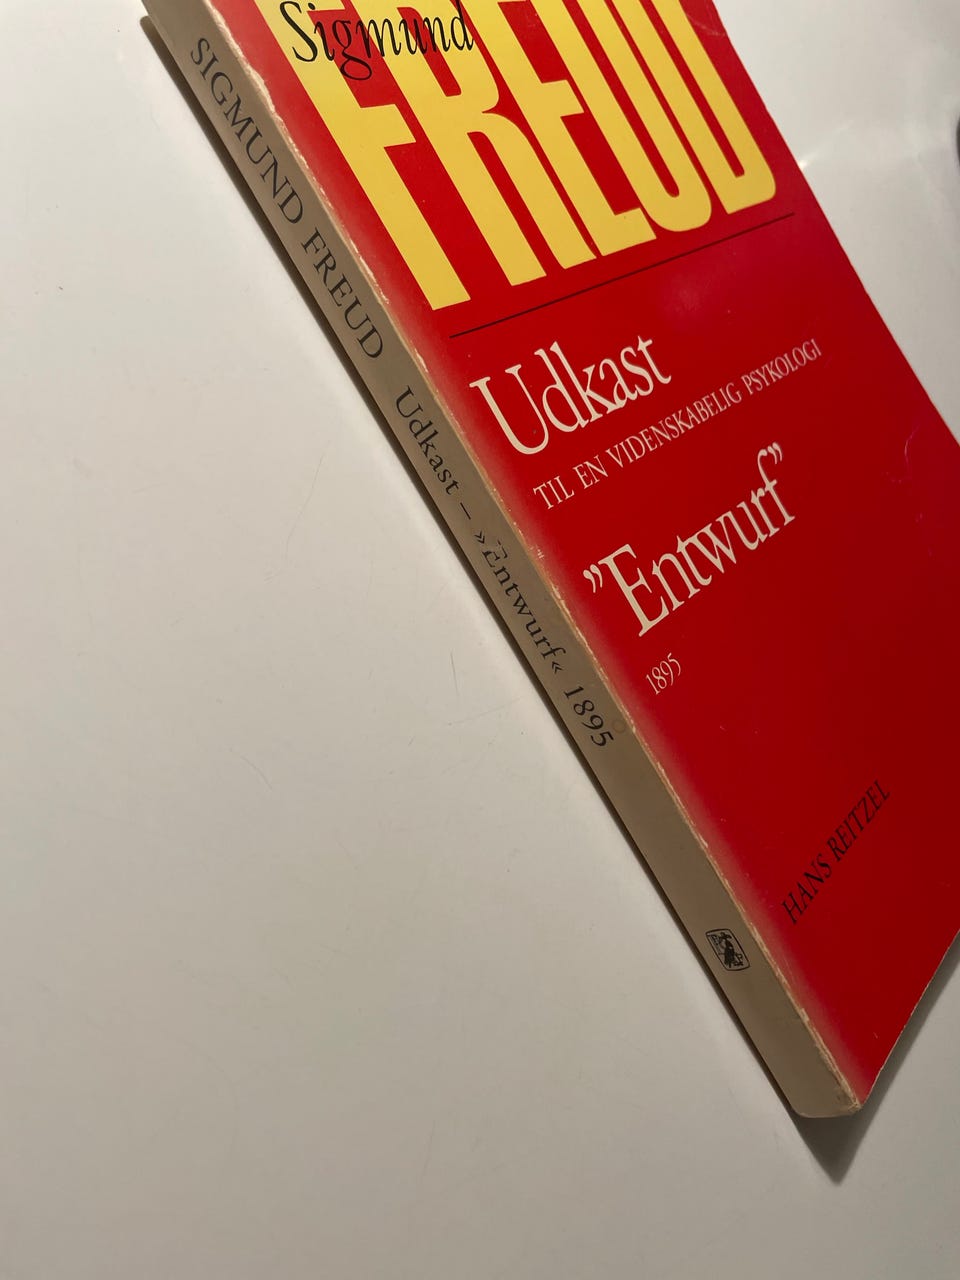 Sigmund
FREUD
Udkast
TIL EN VIDENSKABELIG PSYKOLOGI
”Entwurf”
1895
HANS REITZEL
SIGMUND FREUD Udkast – »Entwurf« 1895